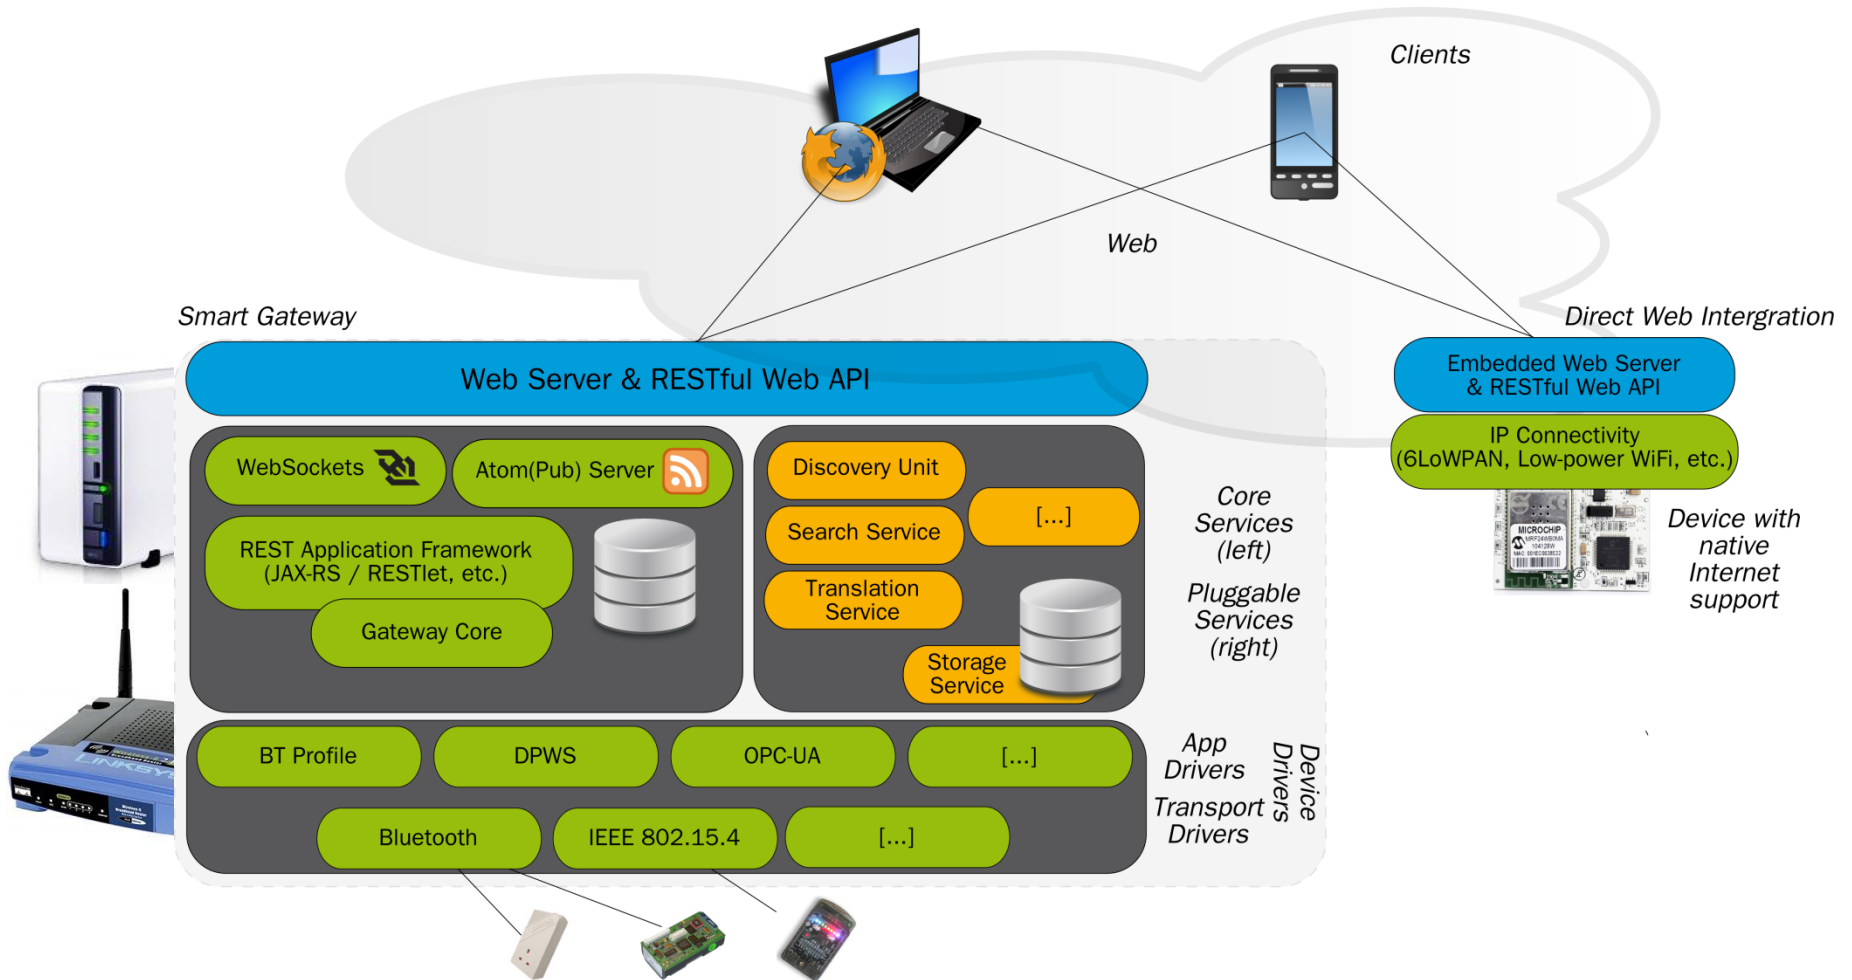 Clients
Web
Smart Gateway
Direct Web Intergration
Web Server & RESTful Web API
Embedded Web Server
& RESTful Web API
IP Connectivity
(6LoWPAN, Low-power WiFi, etc.)
WebSockets
Atom(Pub) Server
REST Application Framework
(JAX-RS / RESTlet, etc.)
Gateway Core
Discovery Unit
[...]
Search Service
Translation
Service
Storage
Service
Core
Services
(left)
Pluggable
Services
(right)
MICROCHIP
MRF24WB0MA
Device with
native
Internet
support
BT Profile
DPWS
OPC-UA
[...]
App
Drivers
Transport
Drivers
Device
Drivers
Bluetooth
IEEE 802.15.4
[...]
LINKSYS